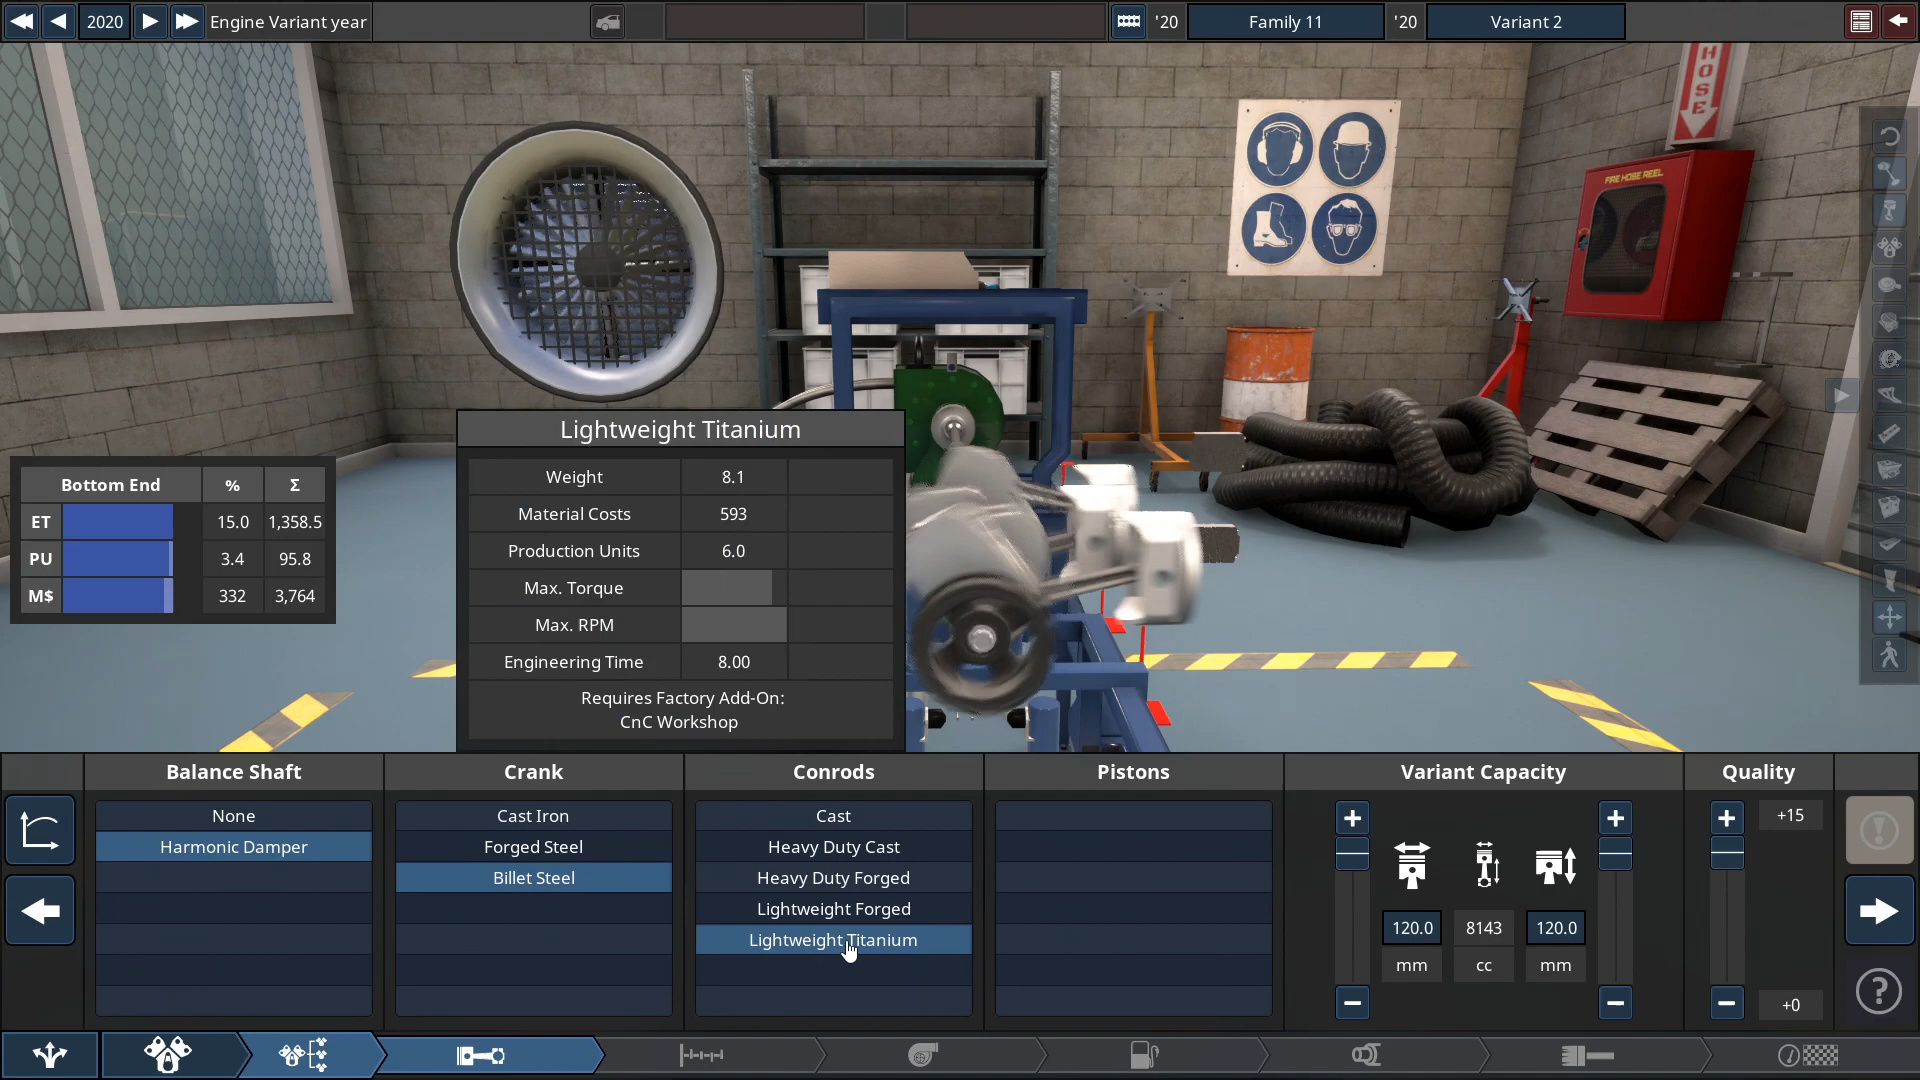 2020
Engine Variant year
'20
Family 11
'20
Variant 2
HOSE
FIRE HOSE REEL
Lightweight Titanium
Weight 8.1
Material Costs 593
Production Units 6.0
Max. Torque
Max. RPM
Engineering Time 8.00
Requires Factory Add-On:
CnC Workshop
Bottom End % Σ
ET 15.0 1,358.5
PU 3.4 95.8
M$ 332 3,764
Balance Shaft
None
Harmonic Damper
Crank
Cast Iron
Forged Steel
Billet Steel
Conrods
Cast
Heavy Duty Cast
Heavy Duty Forged
Lightweight Forged
Lightweight Titanium
Pistons
Variant Capacity
120.0 8143 120.0
mm cc mm
Quality
+15
+0